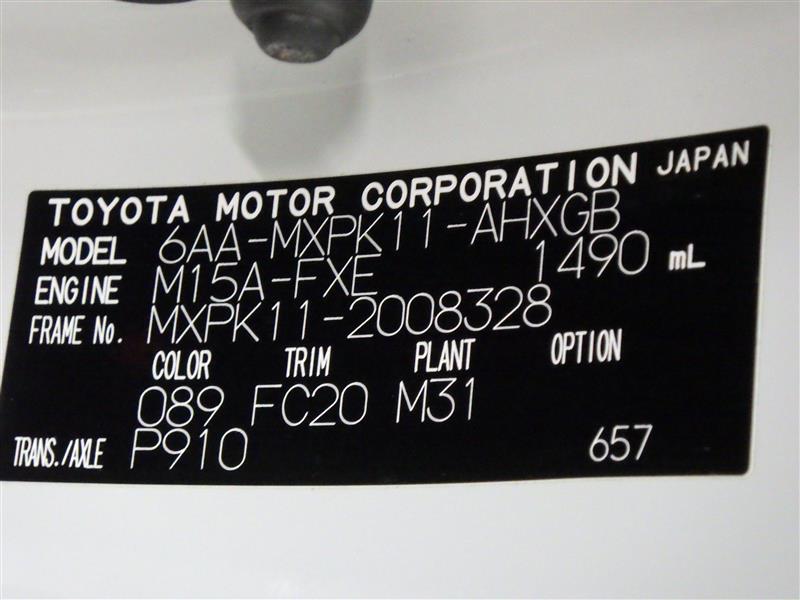 TOYOTA MOTOR CORPORATION JAPAN
MODEL 6AA-MXPK11-AHXGB
ENGINE M15A-FXE 1490 mL
FRAME No. MXPK11-2008328
COLOR TRIM PLANT OPTION
089 FC20 M31
TRANS./AXLE P910 657